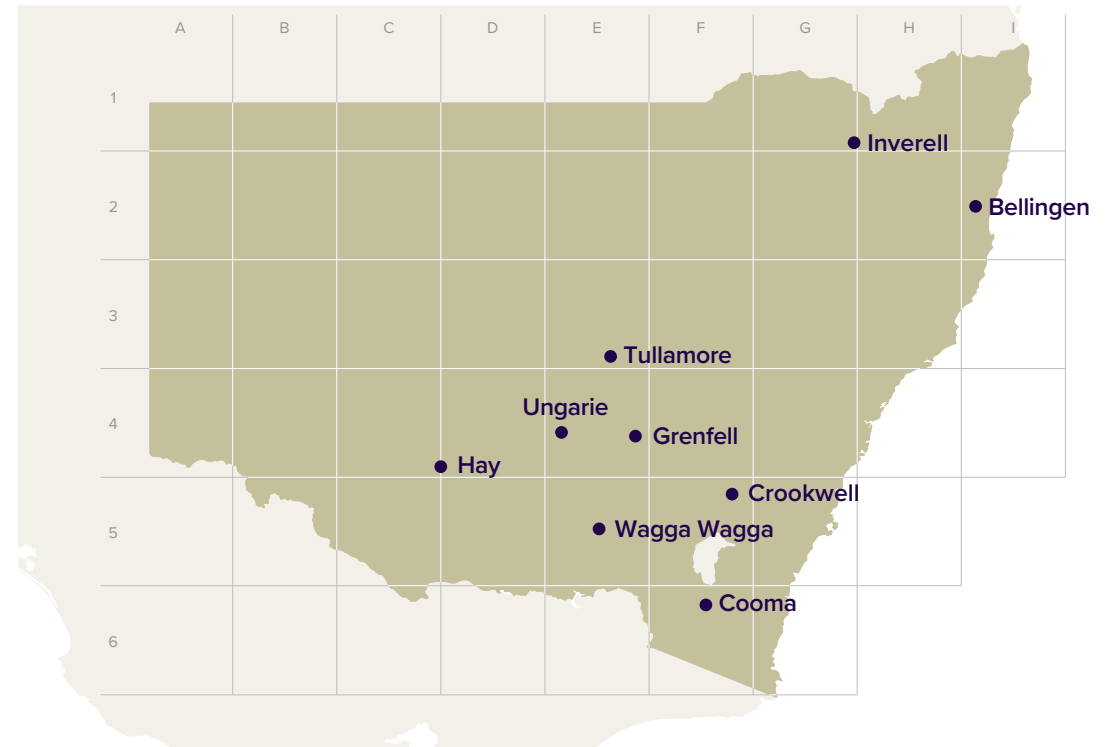 A B C D E F G H I
1
Inverell
2
Bellingen
3
Tullamore
Ungarie
4
Grenfell
Hay
Crookwell
5
Wagga Wagga
Cooma
6